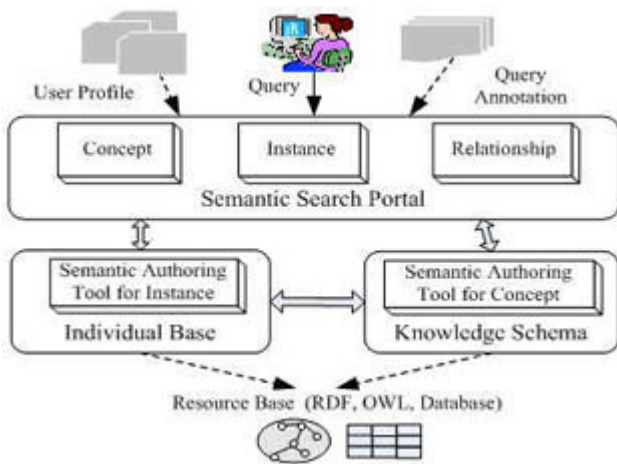 User Profile
Query
Query
Annotation
Concept
Instance
Relationship
Semantic Search Portal
Semantic Authoring
Tool for Instance
Individual Base
Semantic Authoring
Tool for Concept
Knowledge Schema
Resource Base (RDF, OWL, Database)